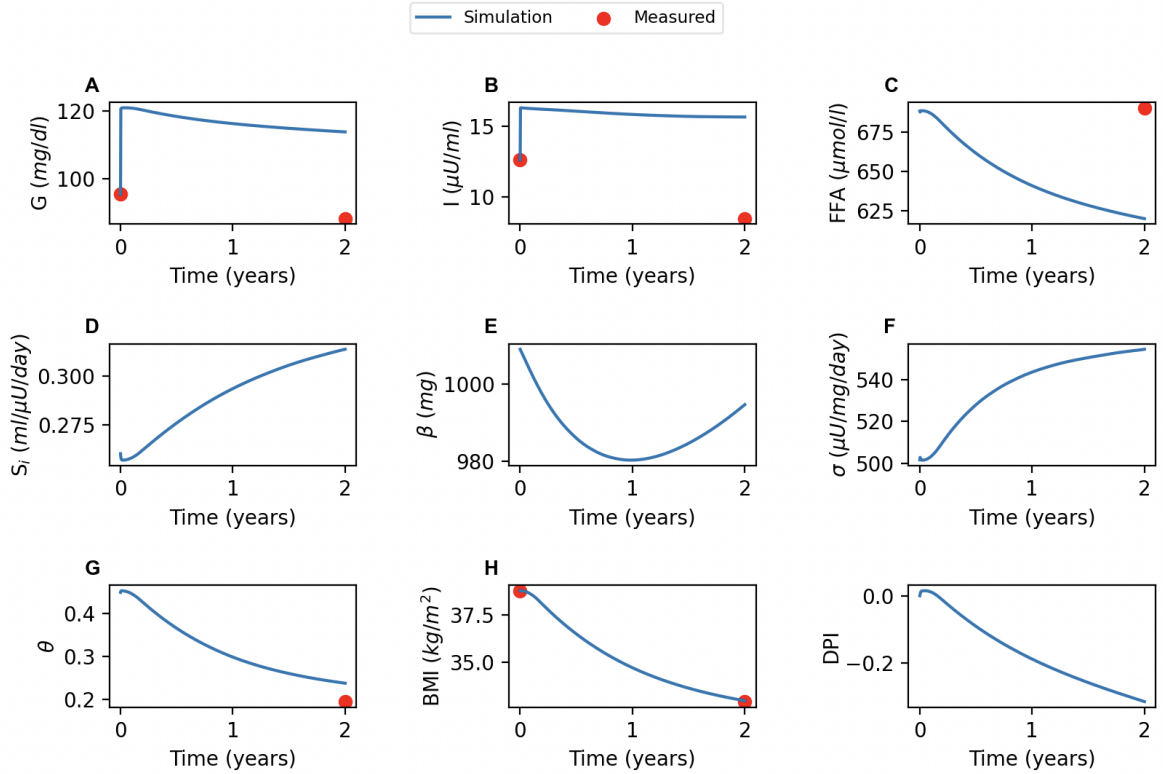 Simulation Measured
A
G (mg/dl)
120
100
0 1 2
Time (years)
B
I (μU/ml)
15
10
0 1 2
Time (years)
C
FFA (μmol/l)
675
650
625
0 1 2
Time (years)
D
Si (ml/μU/day)
0.300
0.275
0 1 2
Time (years)
E
β (mg)
1000
980
0 1 2
Time (years)
F
σ (μU/mg/day)
540
520
500
0 1 2
Time (years)
G
θ
0.4
0.3
0.2
0 1 2
Time (years)
H
BMI (kg/m²)
37.5
35.0
0 1 2
Time (years)
DPI
0.0
−0.2
0 1 2
Time (years)